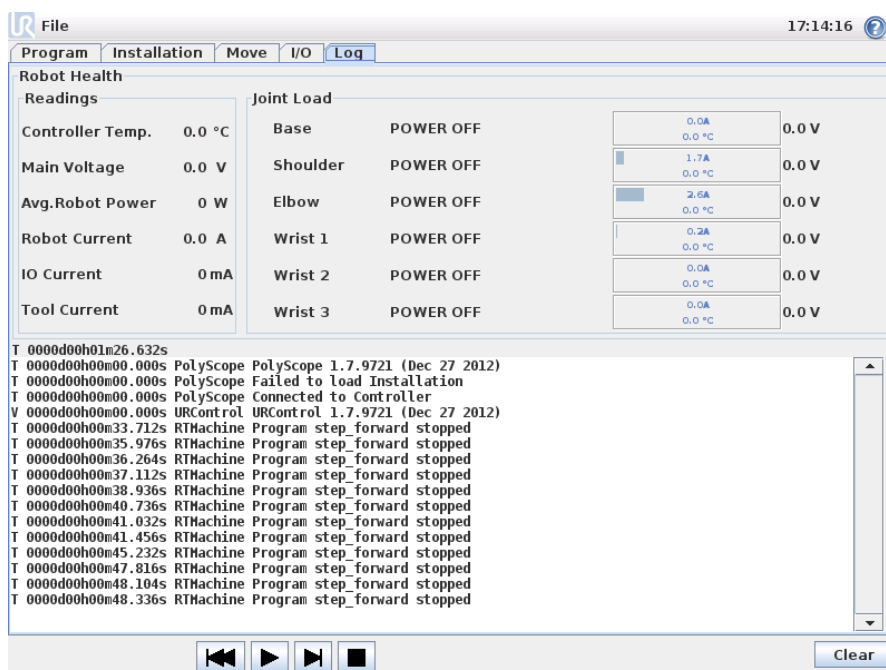 UR File 17:14:16 ?
Program Installation Move I/O Log
Robot Health
Readings
Controller Temp. 0.0 °C
Main Voltage 0.0 V
Avg.Robot Power 0 W
Robot Current 0.0 A
IO Current 0 mA
Tool Current 0 mA
Joint Load
Base POWER OFF 0.0A 0.0 °C 0.0 V
Shoulder POWER OFF 1.7A 0.0 °C 0.0 V
Elbow POWER OFF 2.6A 0.0 °C 0.0 V
Wrist 1 POWER OFF 0.2A 0.0 °C 0.0 V
Wrist 2 POWER OFF 0.0A 0.0 °C 0.0 V
Wrist 3 POWER OFF 0.0A 0.0 °C 0.0 V
T 0000d00h01m26.632s
T 0000d00h00m00.000s PolyScope PolyScope 1.7.9721 (Dec 27 2012)
T 0000d00h00m00.000s PolyScope Failed to load Installation
T 0000d00h00m00.000s PolyScope Connected to Controller
V 0000d00h00m00.000s URControl URControl 1.7.9721 (Dec 27 2012)
T 0000d00h00m33.712s RTMachine Program step_forward stopped
T 0000d00h00m35.976s RTMachine Program step_forward stopped
T 0000d00h00m36.264s RTMachine Program step_forward stopped
T 0000d00h00m37.112s RTMachine Program step_forward stopped
T 0000d00h00m38.936s RTMachine Program step_forward stopped
T 0000d00h00m40.736s RTMachine Program step_forward stopped
T 0000d00h00m41.032s RTMachine Program step_forward stopped
T 0000d00h00m41.456s RTMachine Program step_forward stopped
T 0000d00h00m45.232s RTMachine Program step_forward stopped
T 0000d00h00m47.816s RTMachine Program step_forward stopped
T 0000d00h00m48.104s RTMachine Program step_forward stopped
T 0000d00h00m48.336s RTMachine Program step_forward stopped
Clear